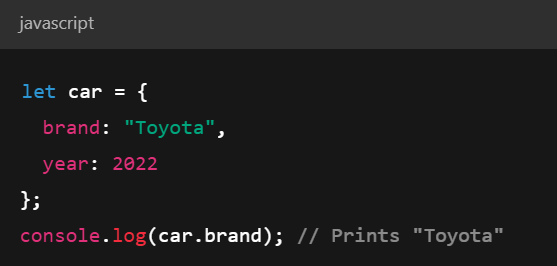 javascript
let car = {
  brand: "Toyota",
  year: 2022
};
console.log(car.brand); // Prints "Toyota"